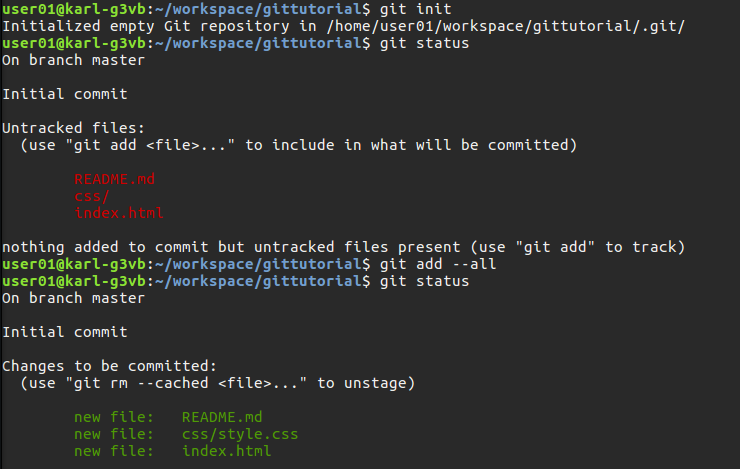 user01@karl-g3vb:~/workspace/gittutorial$ git init
Initialized empty Git repository in /home/user01/workspace/gittutorial/.git/
user01@karl-g3vb:~/workspace/gittutorial$ git status
On branch master
Initial commit
Untracked files:
(use "git add <file>..." to include in what will be committed)
README.md
css/
index.html
nothing added to commit but untracked files present (use "git add" to track)
user01@karl-g3vb:~/workspace/gittutorial$ git add --all
user01@karl-g3vb:~/workspace/gittutorial$ git status
On branch master
Initial commit
Changes to be committed:
(use "git rm --cached <file>..." to unstage)
new file: README.md
new file: css/style.css
new file: index.html